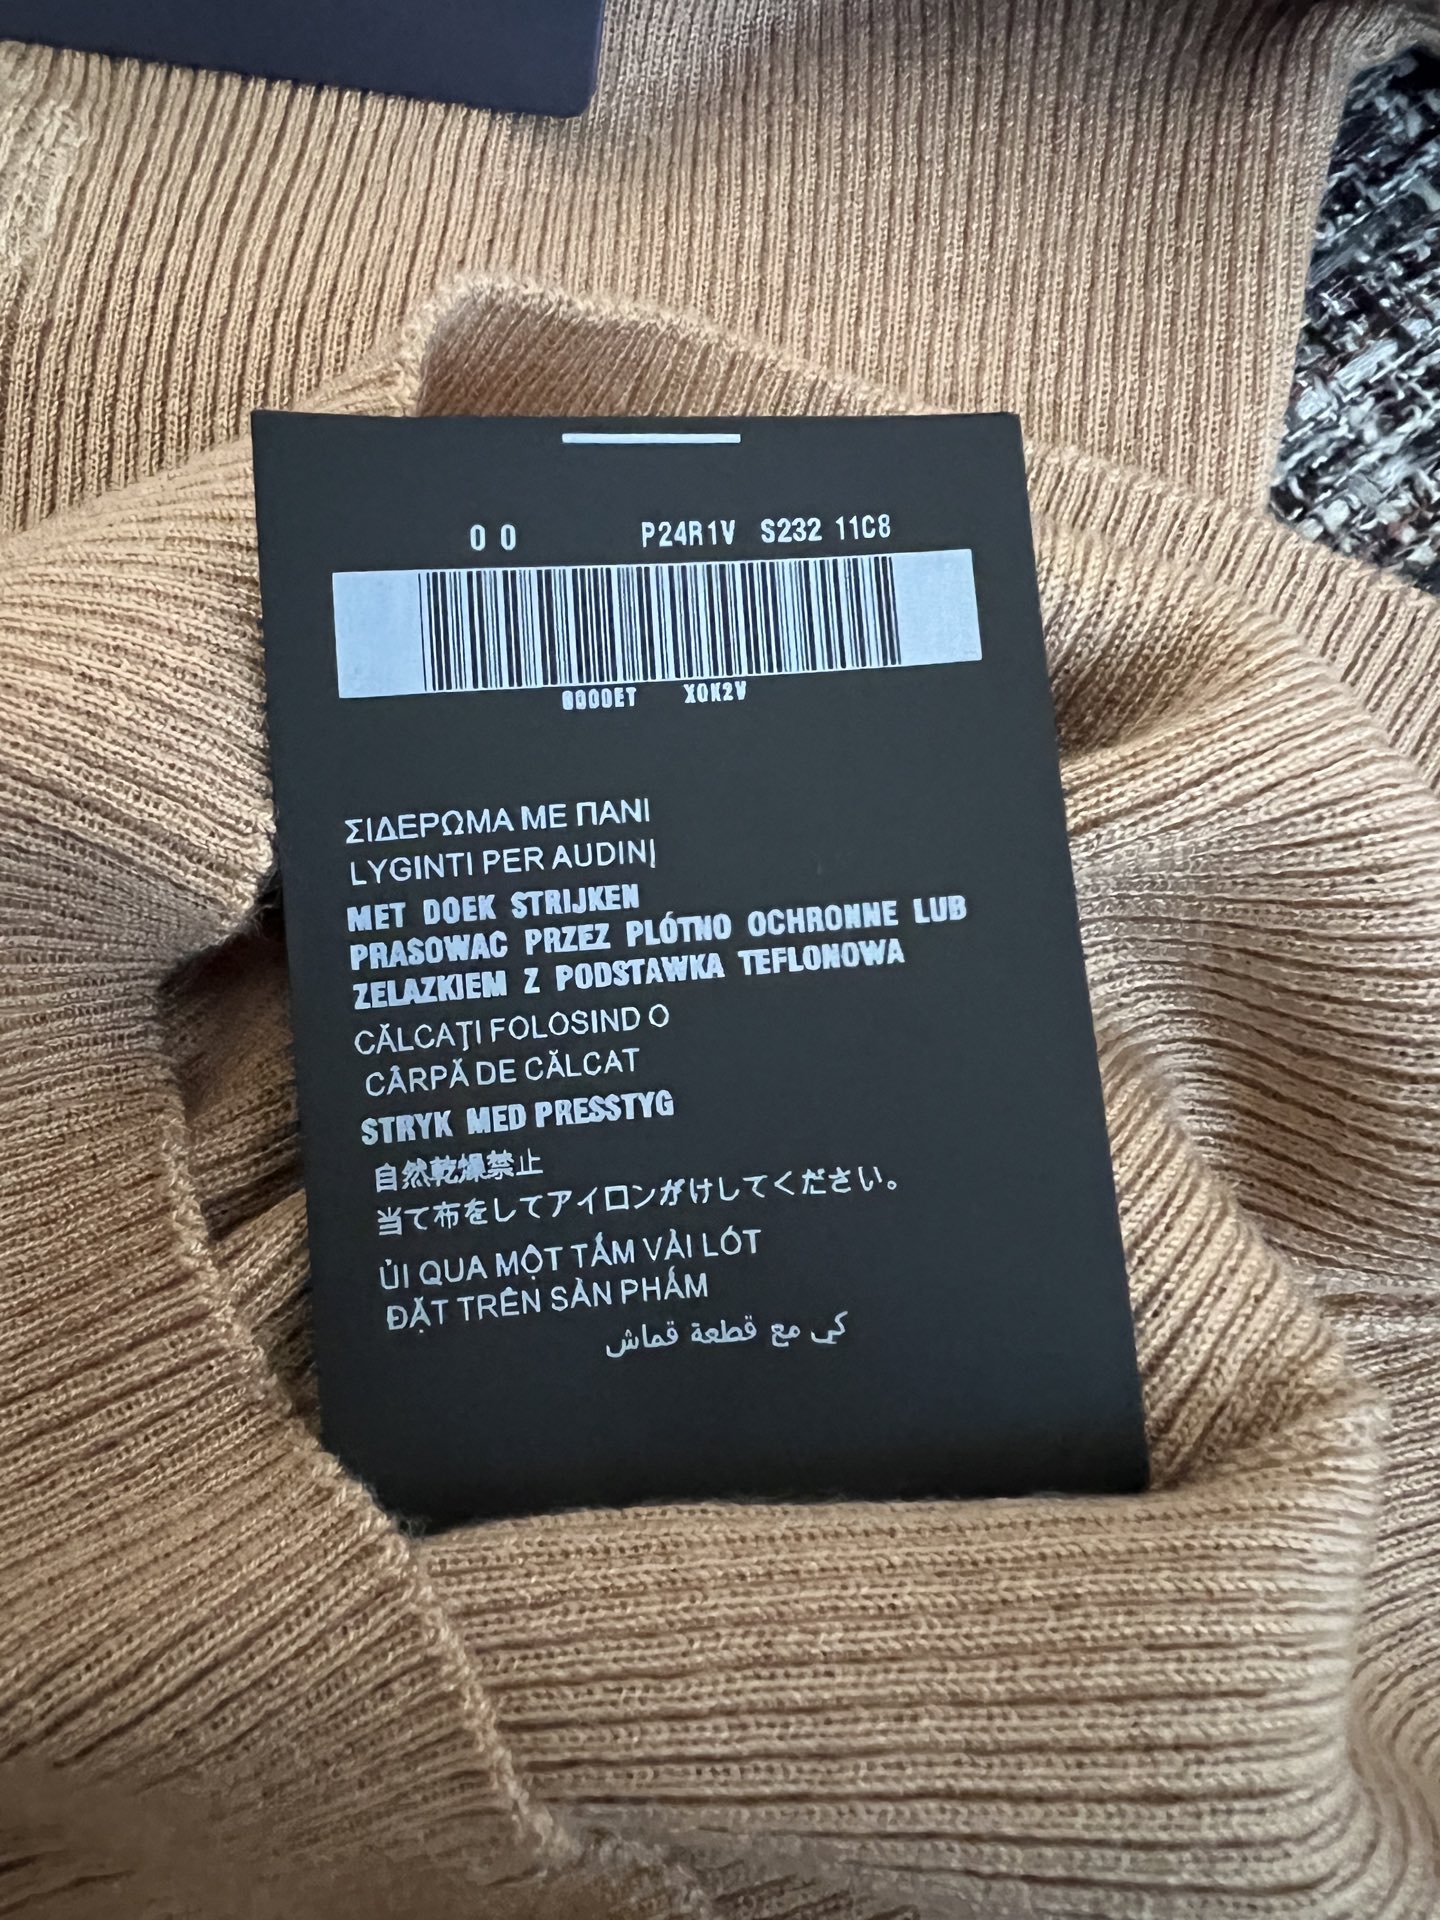 0 0 P24R1V S232 11C8
0000ET X0K2V
ΣΙΔΕΡΩΜΑ ΜΕ ΠΑΝΙ
LYGINTI PER AUDINĮ
MET DOEK STRIJKEN
PRASOWAC PRZEZ PLÓTNO OCHRONNE LUB
ZELAZKIEM Z PODSTAWKA TEFLONOWA
CĂLCAȚI FOLOSIND O
CÂRPĂ DE CĂLCAT
STRYK MED PRESSTYG
自然乾燥禁止
当て布をしてアイロンがけしてください。
ỦI QUA MỘT TẤM VẢI LÓT
ĐẶT TRÊN SẢN PHẨM
كي مع قطعة قماش